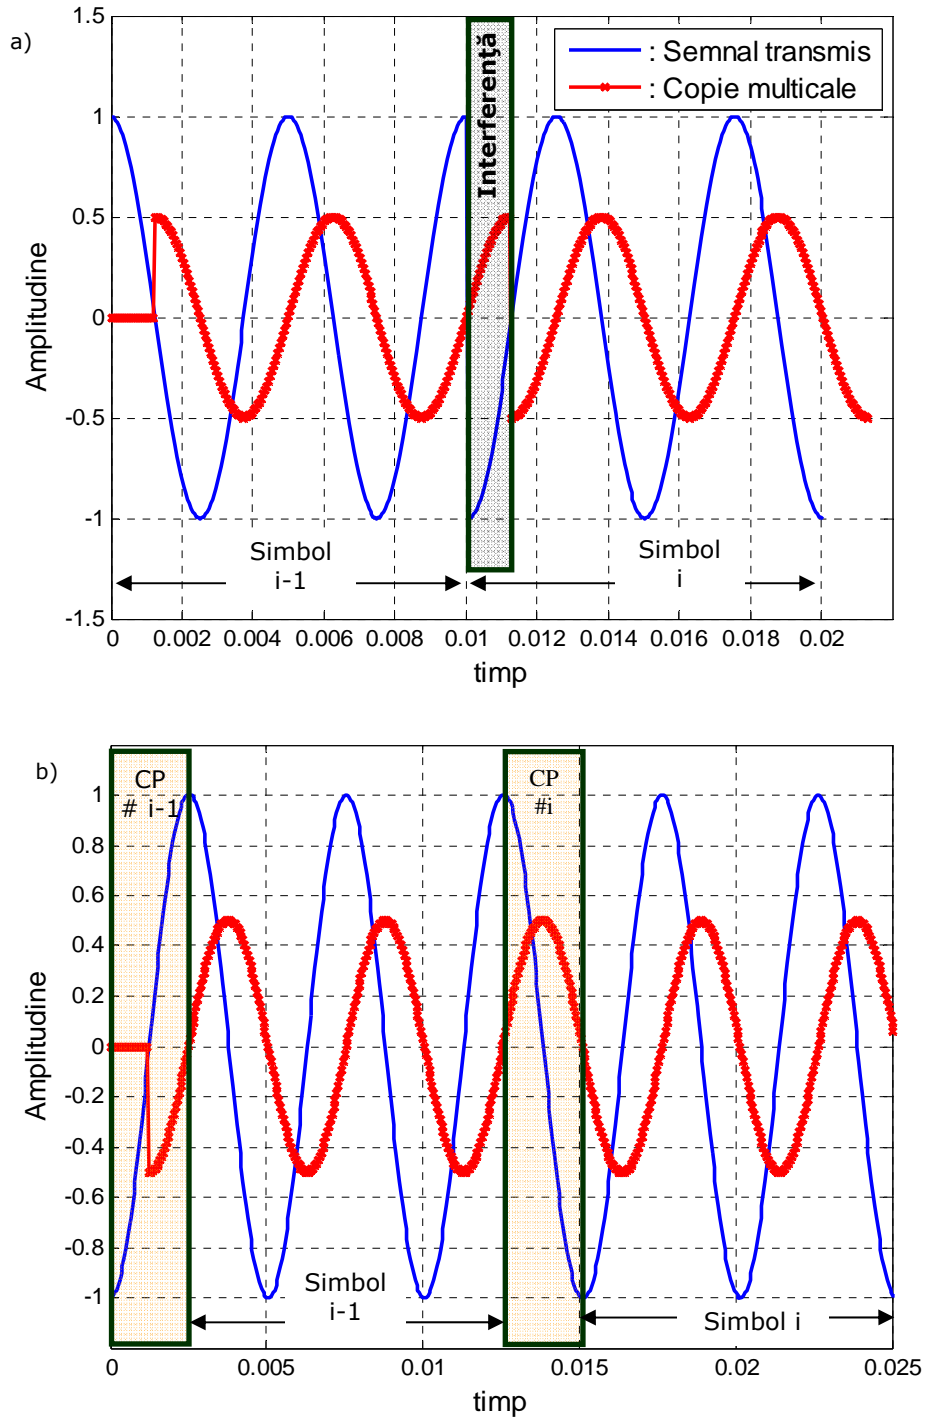 a)
1.5
1
0.5
0
-0.5
-1
-1.5
Amplitudine
Interferenţă
: Semnal transmis
: Copie multicale
Simbol
i-1
Simbol
i
0 0.002 0.004 0.006 0.008 0.01 0.012 0.014 0.016 0.018 0.02
timp
b)
CP
# i-1
CP
#i
1
0.8
0.6
0.4
0.2
0
-0.2
-0.4
-0.6
-0.8
-1
Amplitudine
Simbol
i-1
Simbol i
0 0.005 0.01 0.015 0.02 0.025
timp